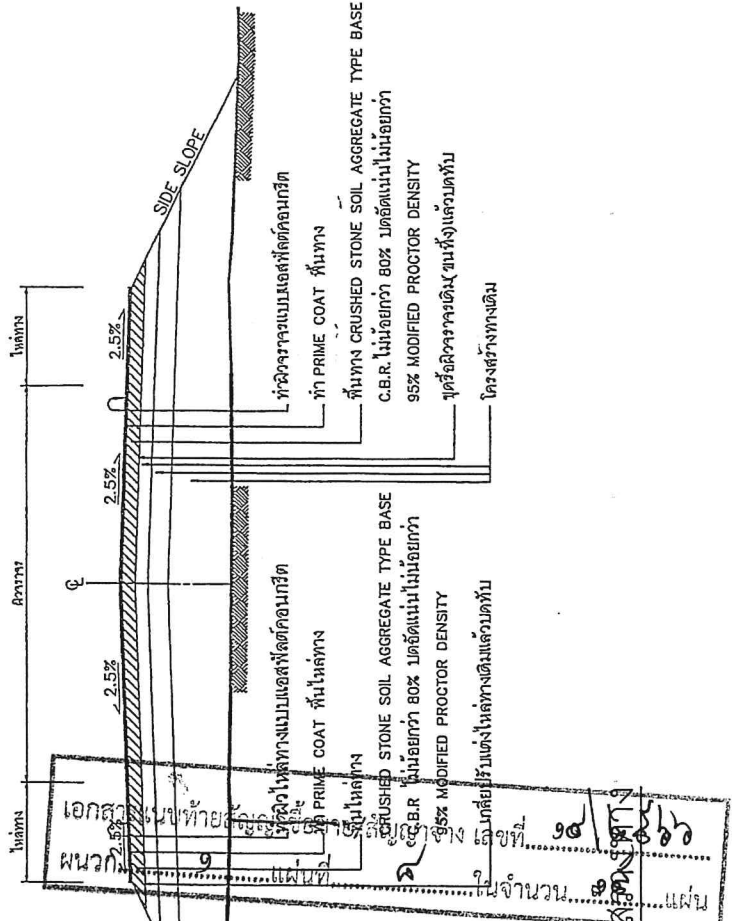 ไหล่ทาง
ผิวจราจร
ไหล่ทาง
2.5%
2.5%
2.5%
2.5%
SIDE SLOPE
ทำผิวไหล่ทางแบบแอสฟัลต์คอนกรีต
ทำ PRIME COAT พื้นไหล่ทาง
พื้นไหล่ทาง
CRUSHED STONE SOIL AGGREGATE TYPE BASE
C.B.R ไม่น้อยกว่า 80% บดอัดแน่นไม่น้อยกว่า
95% MODIFIED PROCTOR DENSITY
เกลี่ยปรับแต่งไหล่ทางเดิมแล้วบดทับ
ทำผิวจราจรแบบแอสฟัลต์คอนกรีต
ทำ PRIME COAT พื้นทาง
พื้นทาง CRUSHED STONE SOIL AGGREGATE TYPE BASE
C.B.R. ไม่น้อยกว่า 80% บดอัดแน่นไม่น้อยกว่า
95% MODIFIED PROCTOR DENSITY
ขุดรื้อผิวจราจรเดิม(ขนทิ้ง)แล้วบดทับ
โครงสร้างทางเดิม
เอกสารแนบท้ายสัญญา เลขที่
ผนวก ๑ แผ่นที่ ในจำนวน แผ่น